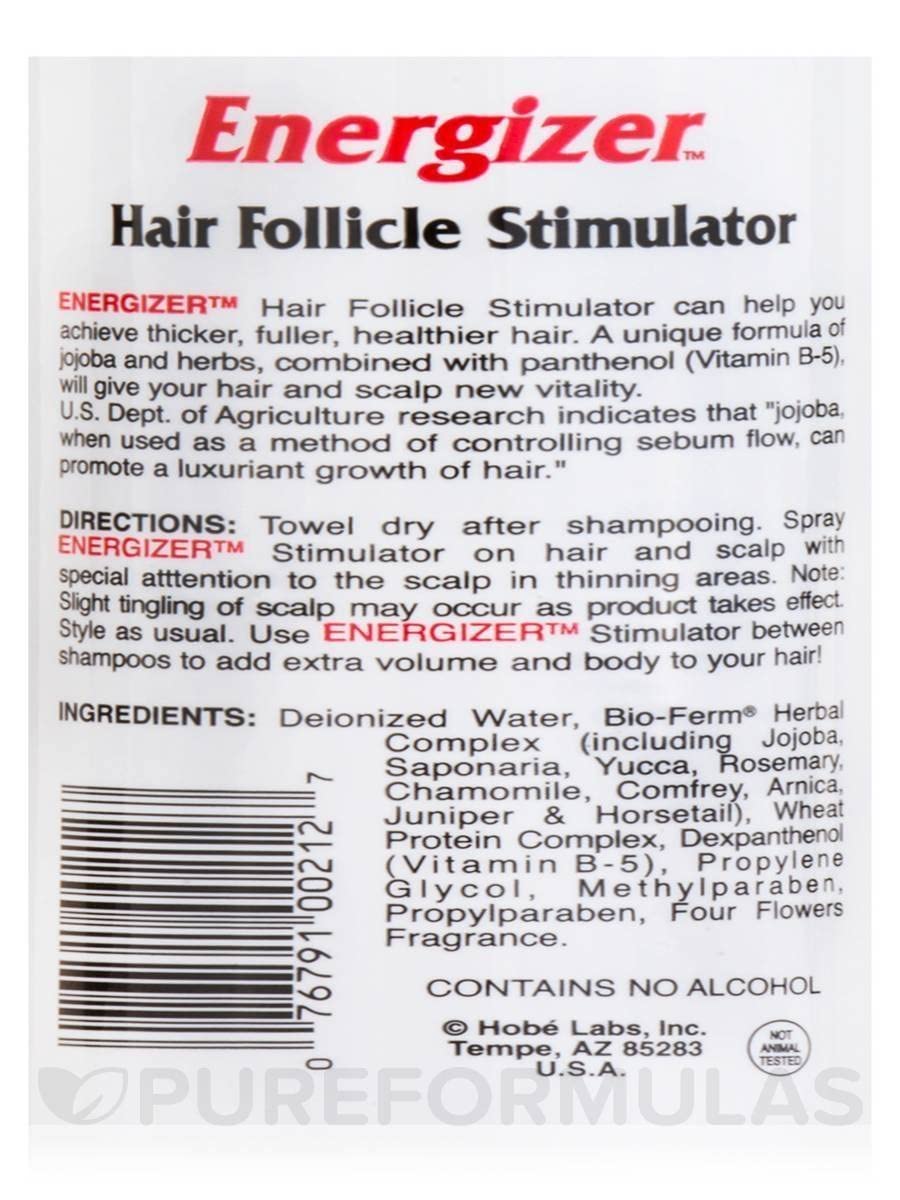 Energizer™
Hair Follicle Stimulator
ENERGIZER™ Hair Follicle Stimulator can help you
achieve thicker, fuller, healthier hair. A unique formula of
jojoba and herbs, combined with panthenol (Vitamin B-5),
will give your hair and scalp new vitality.
U.S. Dept. of Agriculture research indicates that "jojoba,
when used as a method of controlling sebum flow, can
promote a luxuriant growth of hair."
DIRECTIONS: Towel dry after shampooing. Spray
ENERGIZER™ Stimulator on hair and scalp with
special atttention to the scalp in thinning areas. Note:
Slight tingling of scalp may occur as product takes effect.
Style as usual. Use ENERGIZER™ Stimulator between
shampoos to add extra volume and body to your hair!
INGREDIENTS: Deionized Water, Bio-Ferm® Herbal
Complex (including Jojoba,
Saponaria, Yucca, Rosemary,
Chamomile, Comfrey, Arnica,
Juniper & Horsetail), Wheat
Protein Complex, Dexpanthenol
(Vitamin B-5), Propylene
Glycol, Methylparaben,
Propylparaben, Four Flowers
Fragrance.
0 76791 00212 7
CONTAINS NO ALCOHOL
© Hobé Labs, Inc.
Tempe, AZ 85283
U.S.A.
NOT
ANIMAL
TESTED
PUREFORMULAS